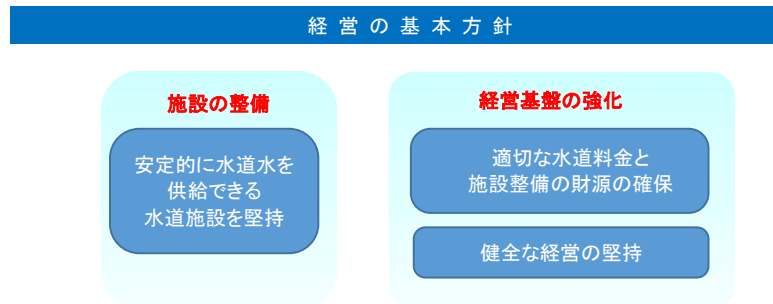 経営の基本方針
施設の整備
安定的に水道水を
供給できる
水道施設を堅持
経営基盤の強化
適切な水道料金と
施設整備の財源の確保
健全な経営の堅持